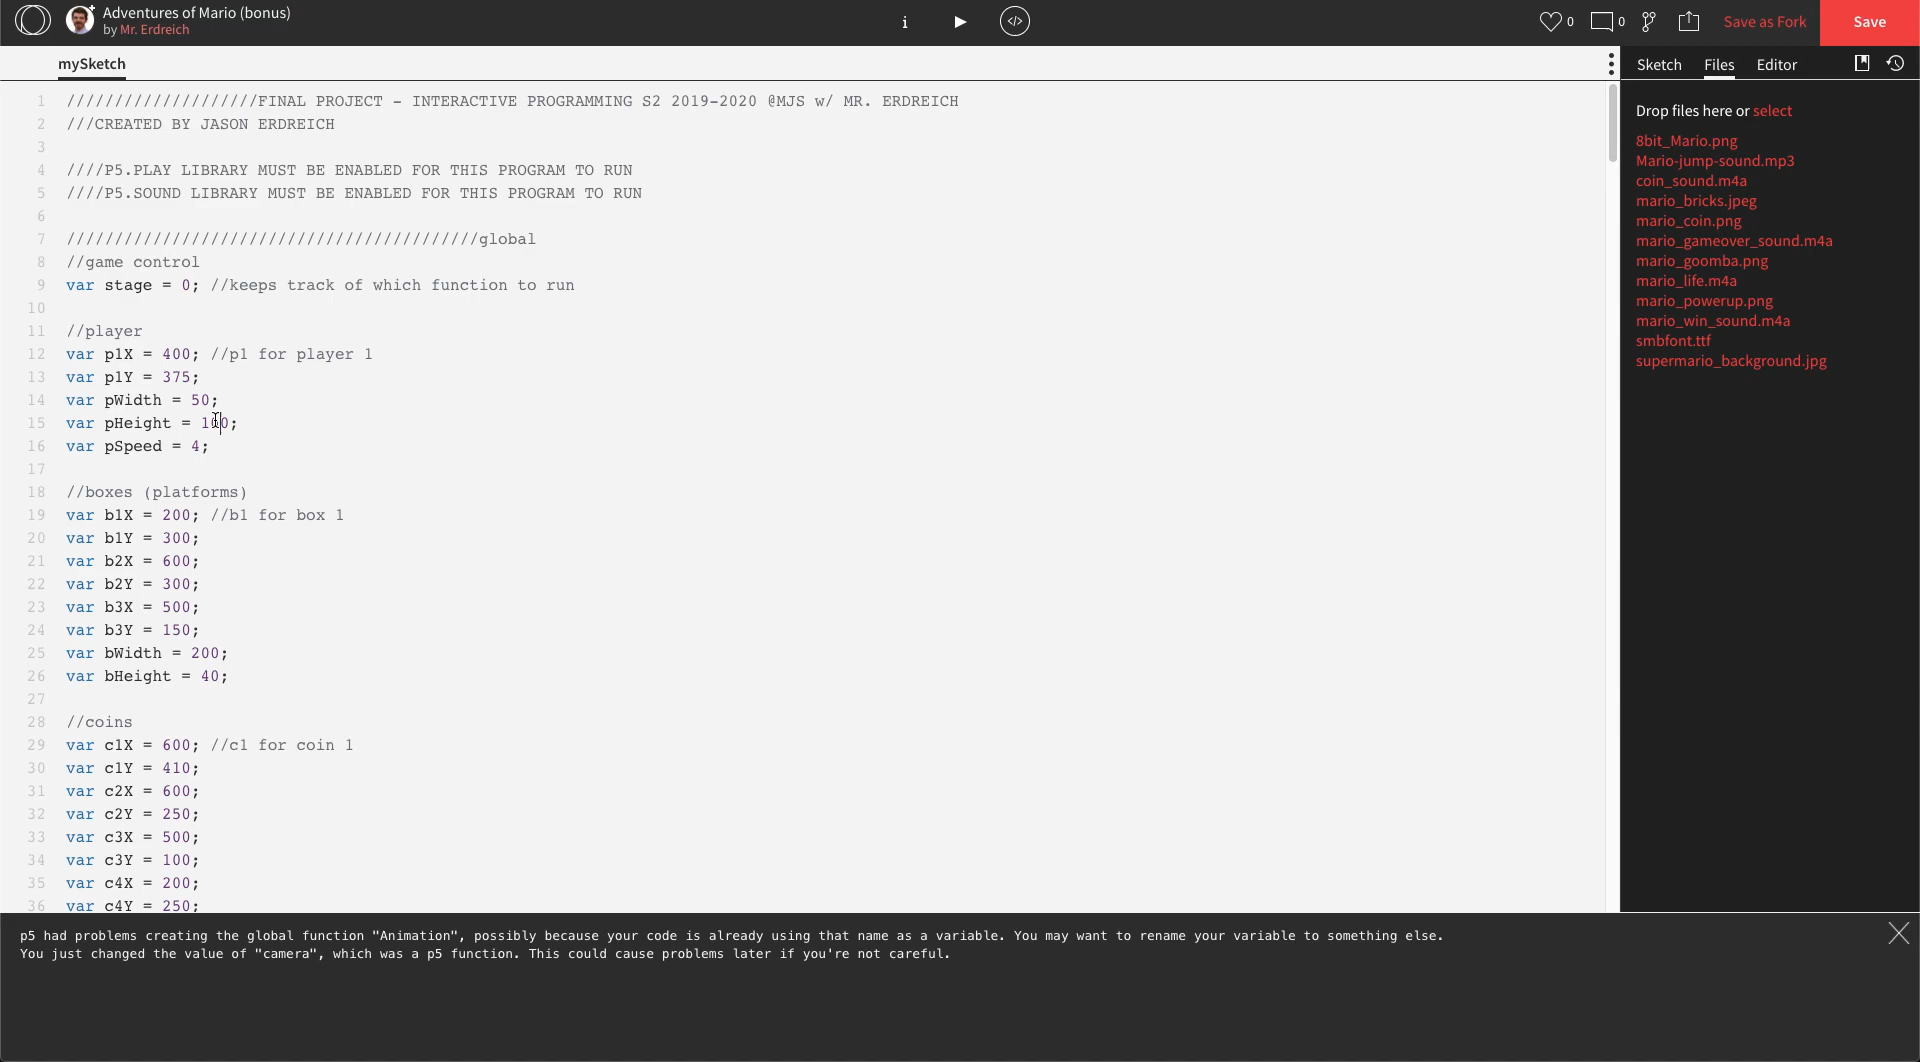 Adventures of Mario (bonus)
by Mr. Erdreich
i
</>
0
0
Save as Fork
Save
mySketch
Sketch
Files
Editor
1 ////////////////////FINAL PROJECT - INTERACTIVE PROGRAMMING S2 2019-2020 @MJS w/ MR. ERDREICH
2 ///CREATED BY JASON ERDREICH
3
4 ////P5.PLAY LIBRARY MUST BE ENABLED FOR THIS PROGRAM TO RUN
5 ////P5.SOUND LIBRARY MUST BE ENABLED FOR THIS PROGRAM TO RUN
6
7 ///////////////////////////////////////////global
8 //game control
9 var stage = 0; //keeps track of which function to run
10
11 //player
12 var p1X = 400; //p1 for player 1
13 var p1Y = 375;
14 var pWidth = 50;
15 var pHeight = 100;
16 var pSpeed = 4;
17
18 //boxes (platforms)
19 var b1X = 200; //b1 for box 1
20 var b1Y = 300;
21 var b2X = 600;
22 var b2Y = 300;
23 var b3X = 500;
24 var b3Y = 150;
25 var bWidth = 200;
26 var bHeight = 40;
27
28 //coins
29 var c1X = 600; //c1 for coin 1
30 var c1Y = 410;
31 var c2X = 600;
32 var c2Y = 250;
33 var c3X = 500;
34 var c3Y = 100;
35 var c4X = 200;
36 var c4Y = 250;
Drop files here or select
8bit_Mario.png
Mario-jump-sound.mp3
coin_sound.m4a
mario_bricks.jpeg
mario_coin.png
mario_gameover_sound.m4a
mario_goomba.png
mario_life.m4a
mario_powerup.png
mario_win_sound.m4a
smbfont.ttf
supermario_background.jpg
p5 had problems creating the global function "Animation", possibly because your code is already using that name as a variable. You may want to rename your variable to something else.
You just changed the value of "camera", which was a p5 function. This could cause problems later if you're not careful.